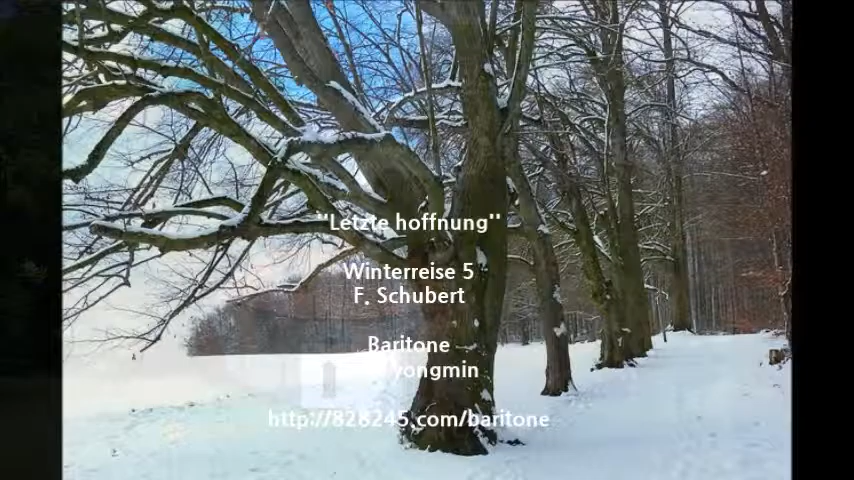 "Letzte hoffnung"
Winterreise 5
F. Schubert
Baritone
yongmin
http://828245.com/baritone